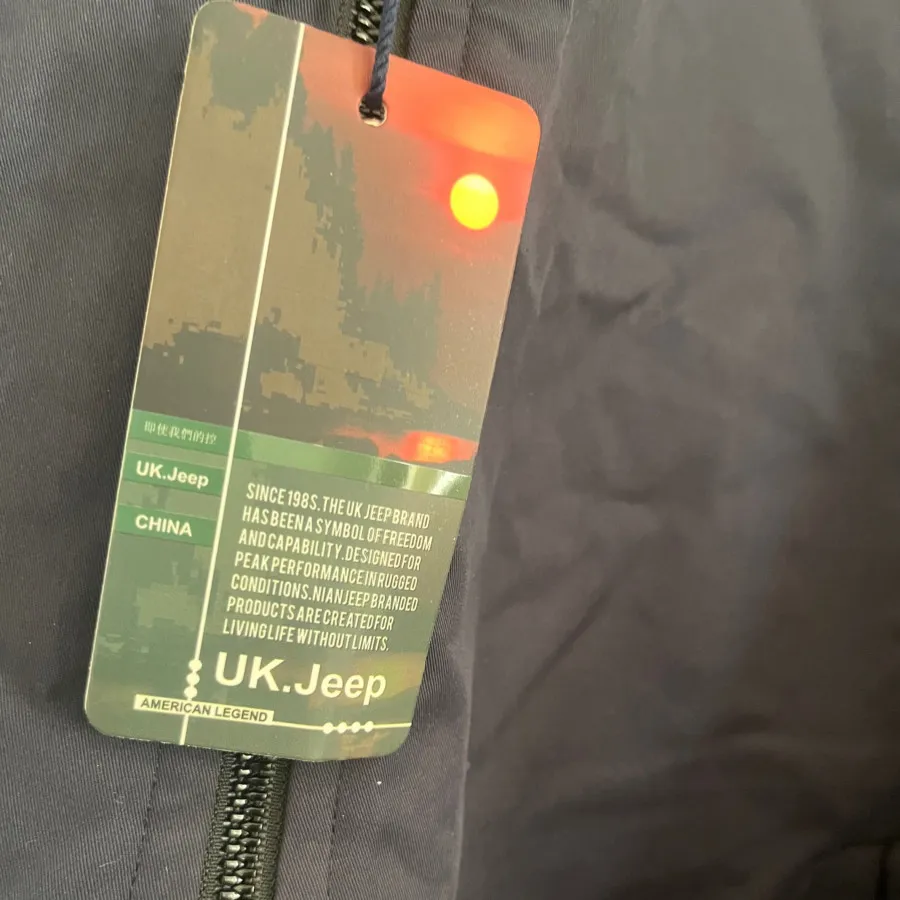 即使我們的控
UK.Jeep
CHINA
SINCE 198S.THE UK JEEP BRAND
HAS BEEN A SYMBOL OF FREEDOM
AND CAPABILITY.DESIGNED FOR
PEAK PERFORMANCE IN RUGGED
CONDITIONS.NIANJEEP BRANDED
PRODUCTS ARE CREATED FOR
LIVING LIFE WITHOUT LIMITS.
UK.Jeep
AMERICAN LEGEND